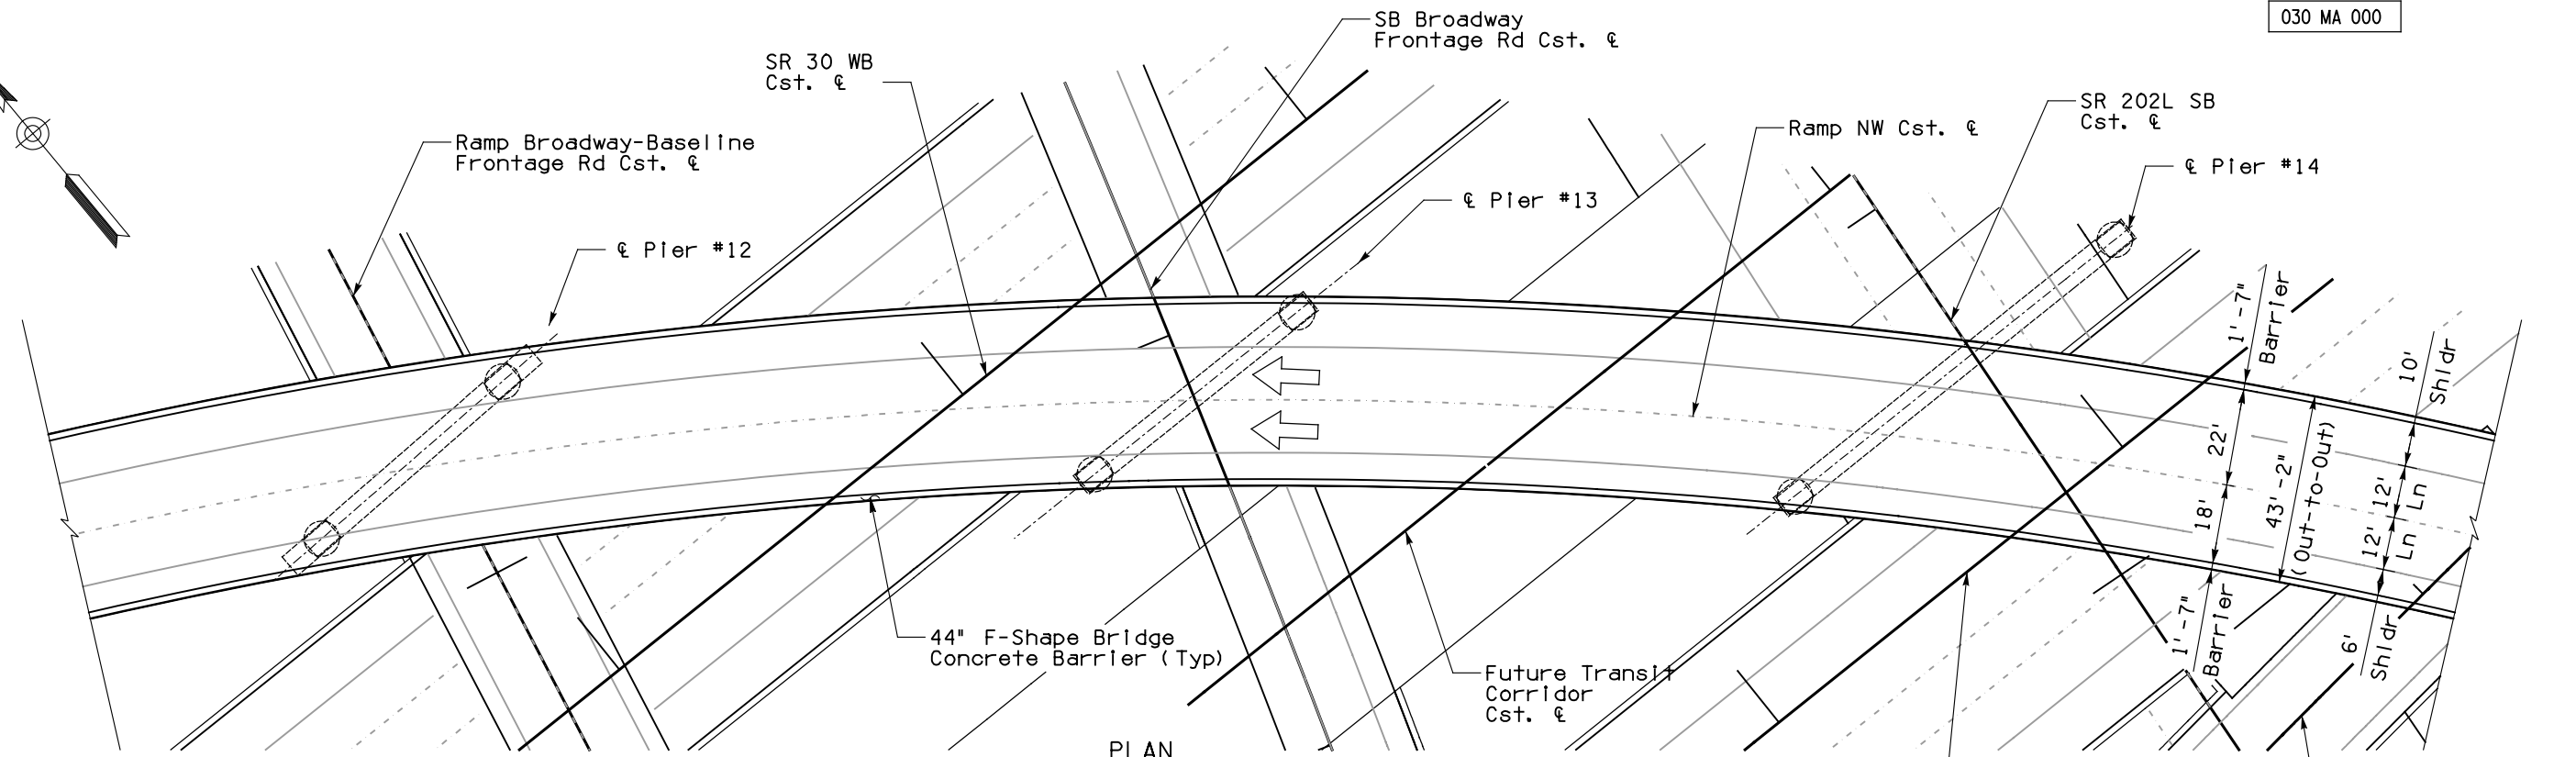 030 MA 000
SB Broadway
Frontage Rd Cst. ℄
SR 30 WB
Cst. ℄
SR 202L SB
Cst. ℄
Ramp NW Cst. ℄
Ramp Broadway-Baseline
Frontage Rd Cst. ℄
℄ Pier #14
℄ Pier #13
℄ Pier #12
1'-7"
Barrier
10'
Shldr
22'
18'
43'-2"
(Out-to-Out)
12'
Ln
12'
Ln
1'-7"
Barrier
6'
Shldr
44" F-Shape Bridge
Concrete Barrier (Typ)
Future Transit
Corridor
Cst. ℄
PLAN